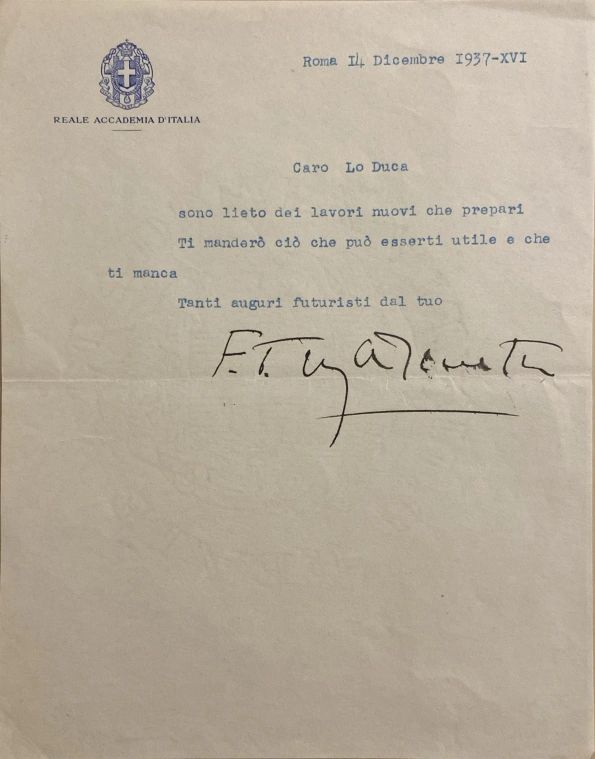 Roma 14 Dicembre 1937-XVI
REALE ACCADEMIA D'ITALIA
Caro Lo Duca
sono lieto dei lavori nuovi che prepari
Ti manderò ciò che può esserti utile e che
ti manca
Tanti auguri futuristi dal tuo
F. T. Marinetti